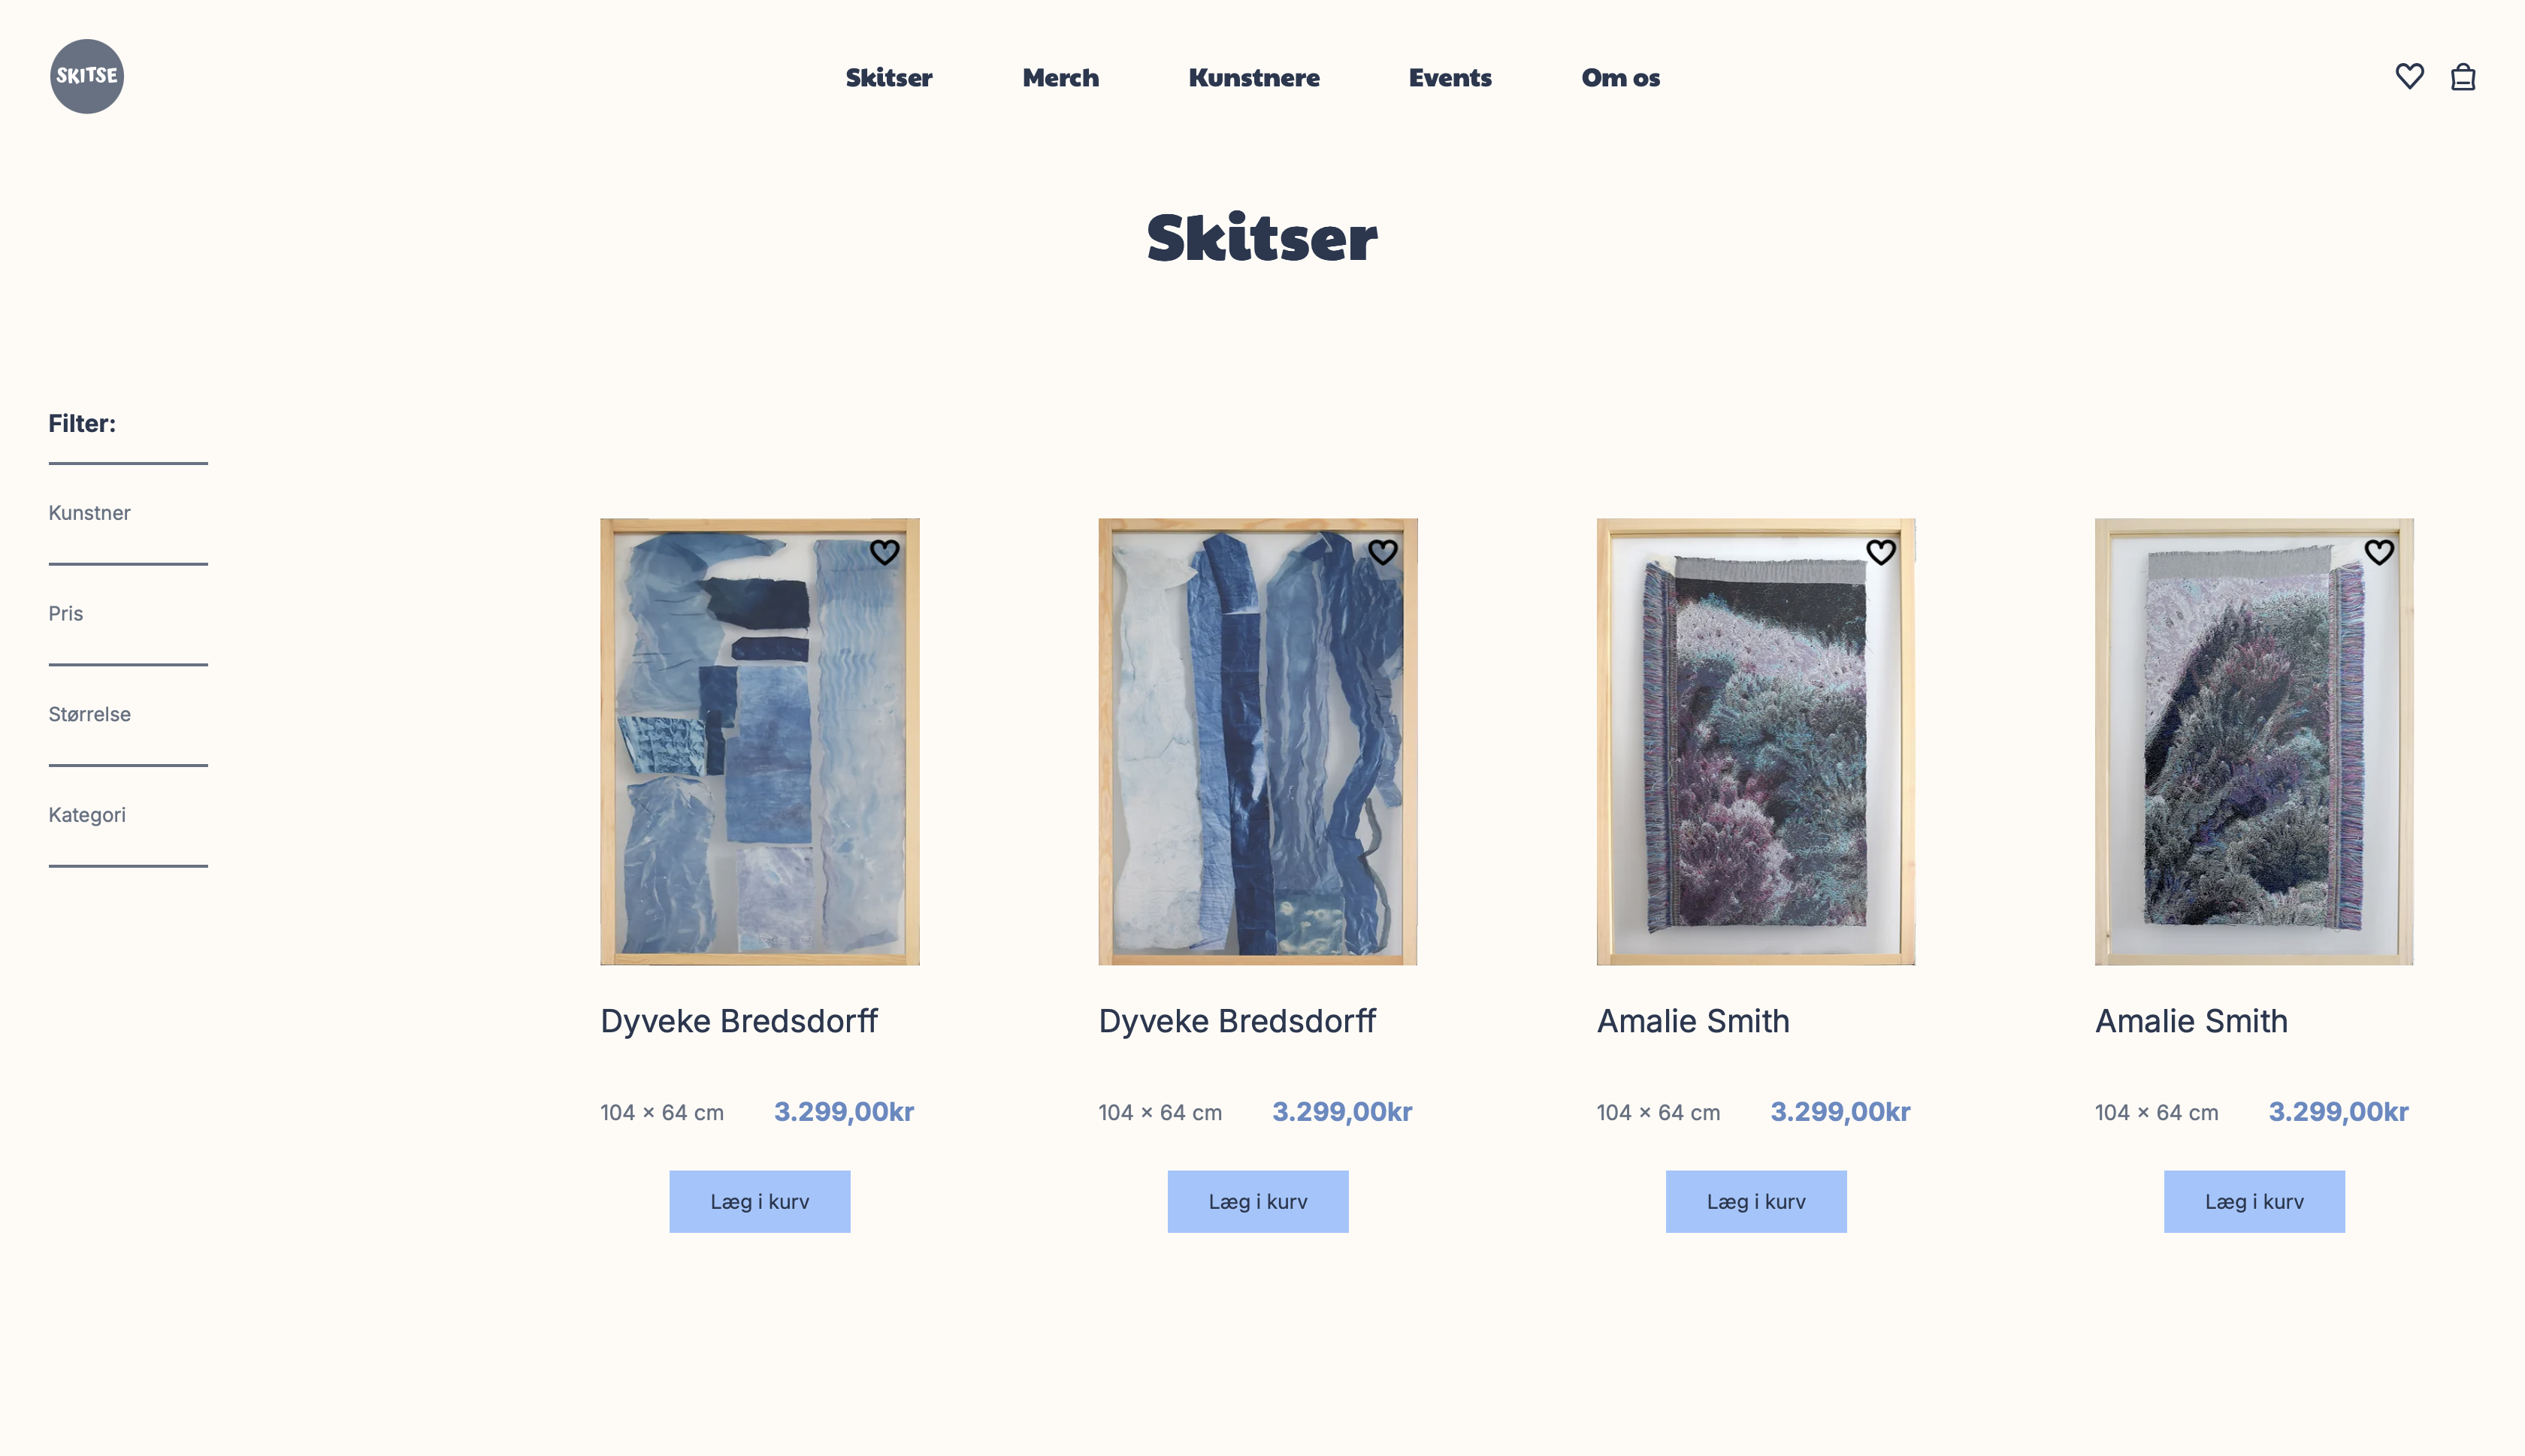 SKITSE
Skitser Merch Kunstnere Events Om os
Skitser
Filter:
Kunstner
Pris
Størrelse
Kategori
Dyveke Bredsdorff
104 × 64 cm 3.299,00kr
Læg i kurv
Dyveke Bredsdorff
104 × 64 cm 3.299,00kr
Læg i kurv
Amalie Smith
104 × 64 cm 3.299,00kr
Læg i kurv
Amalie Smith
104 × 64 cm 3.299,00kr
Læg i kurv